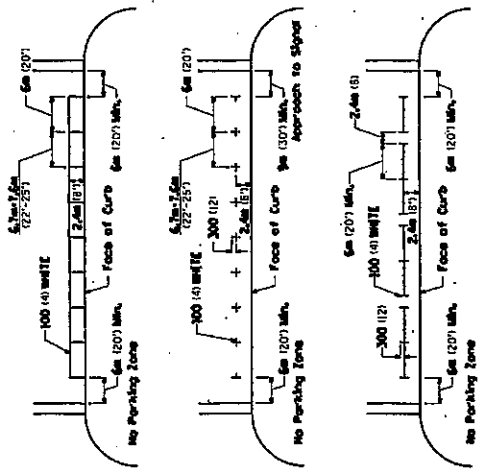 6.7m-7.6m
(22'-25')
6m (20')
100 (4) WHITE
2.4m (8')
Face of Curb
6m (20') Min.
6m (20') Min.
No Parking Zone
6.7m-7.6m
(22'-25')
6m (20')
100 (4) WHITE
300 (12)
2.4m (8')
Face of Curb
6m (20') Min.
9m (30') Min.
Approach to Signal
No Parking Zone
6m (20') Min.
2.4m (8)
100 (4) WHITE
300 (12)
2.4m (8')
Face of Curb
6m (20') Min.
6m (20') Min.
No Parking Zone